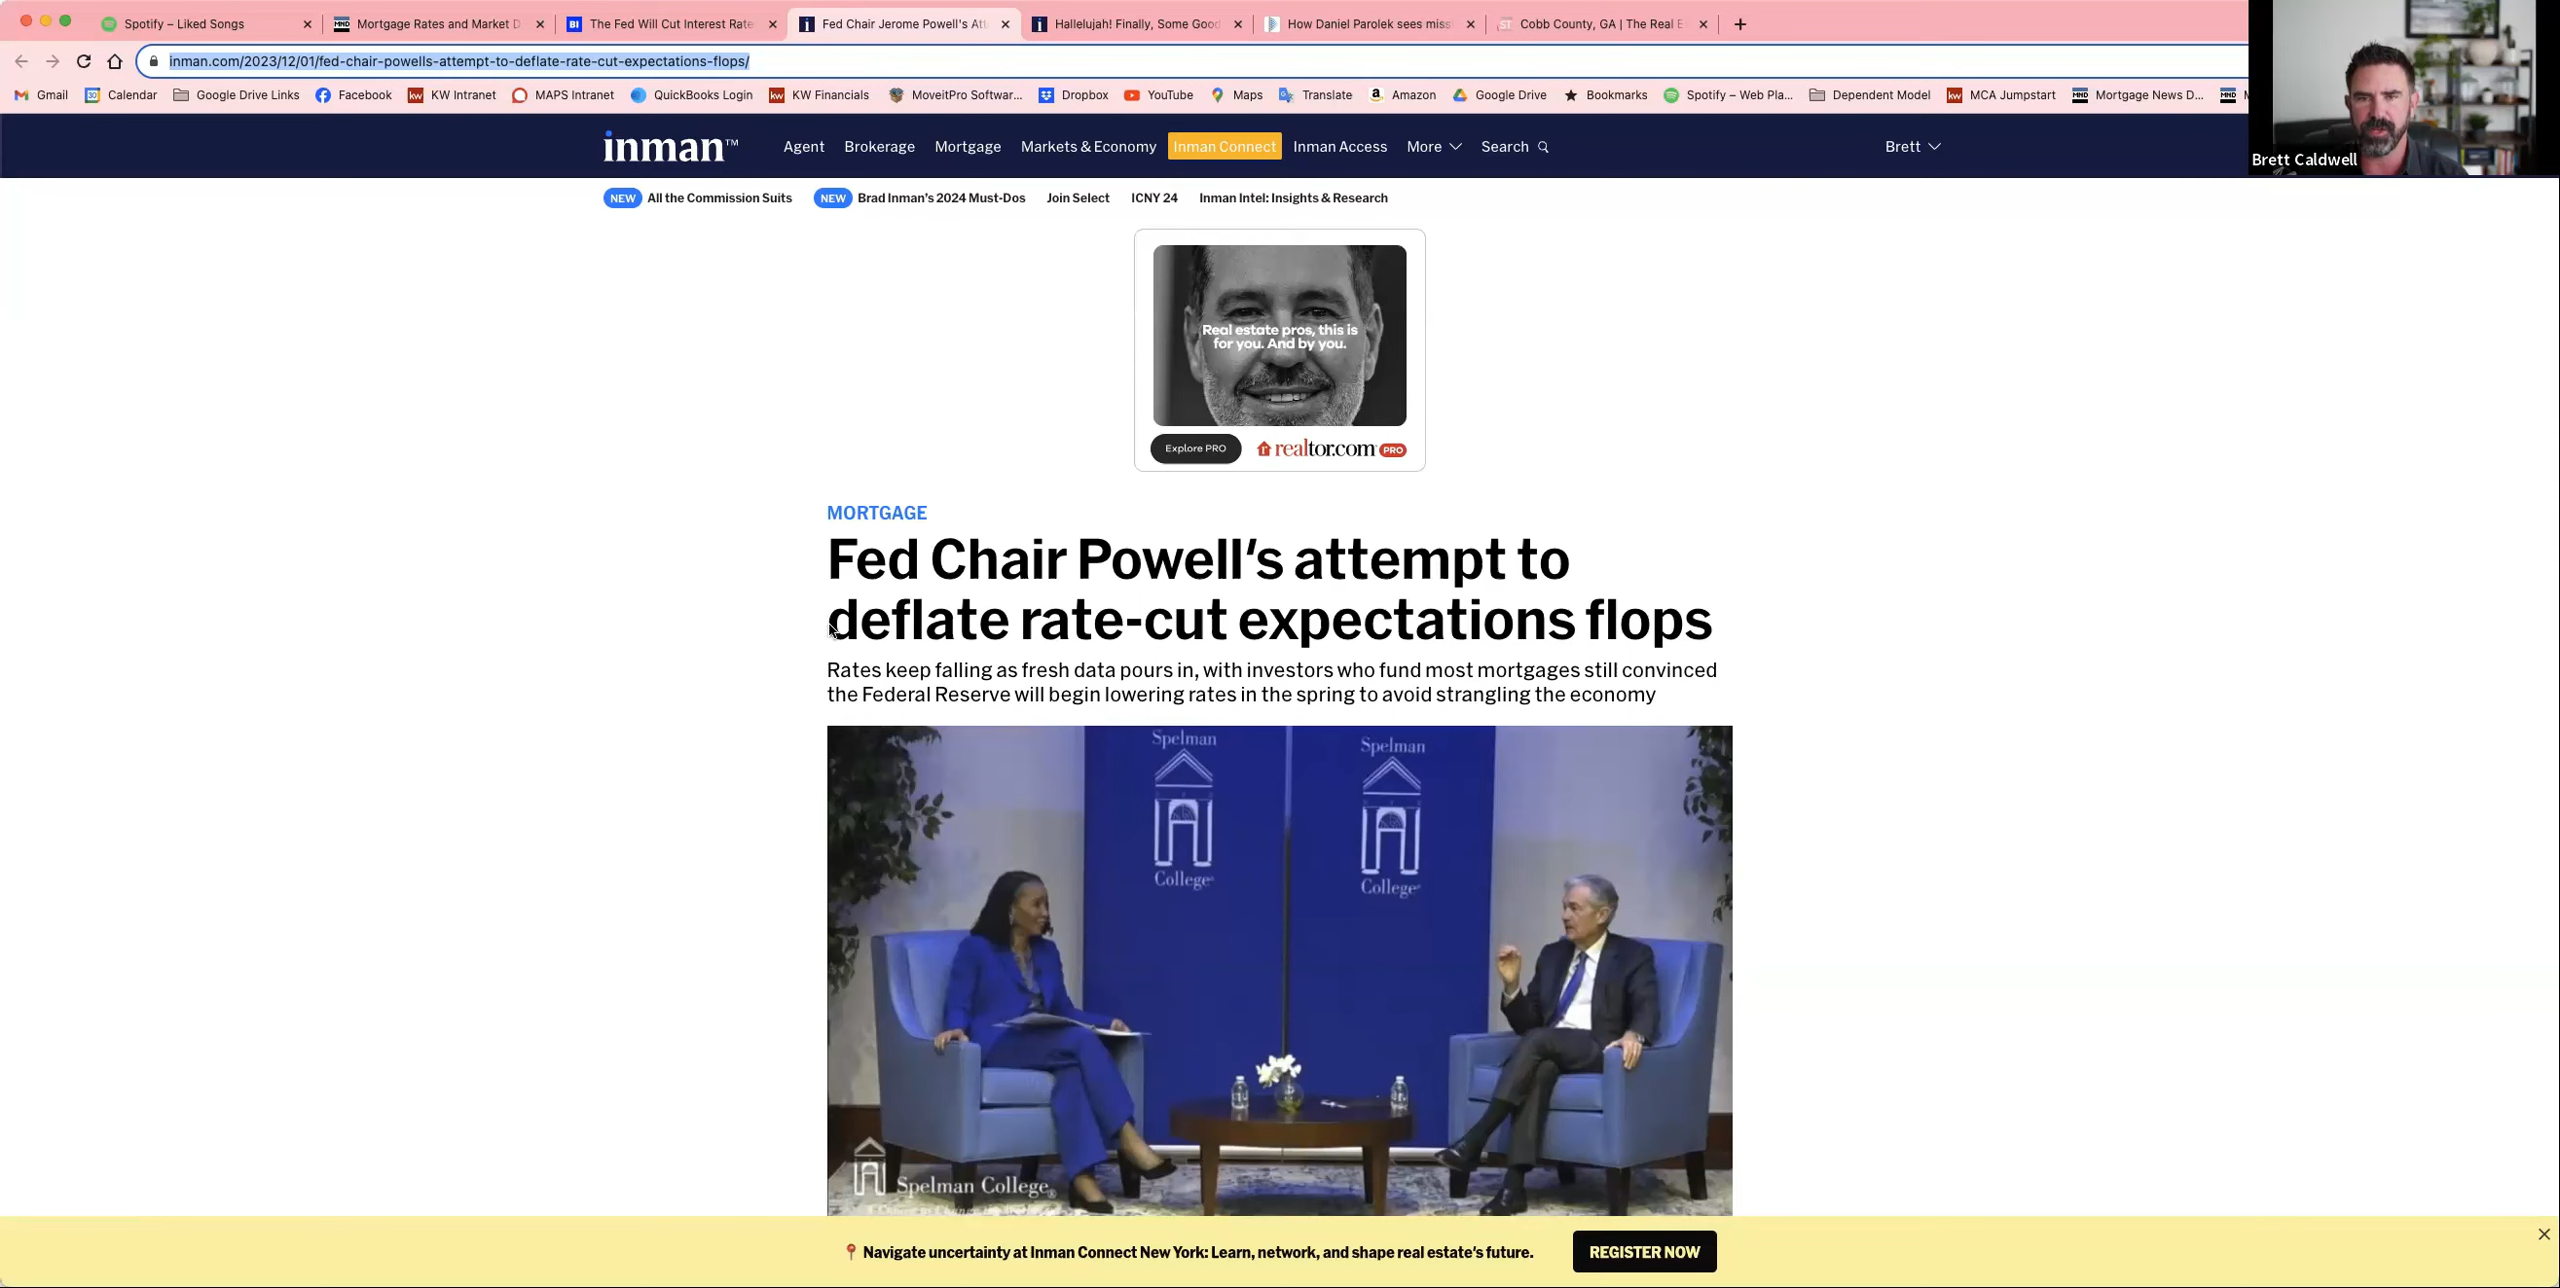 Spotify – Liked Songs
Mortgage Rates and Market D
The Fed Will Cut Interest Rate
Fed Chair Jerome Powell's Att
Hallelujah! Finally, Some Good
How Daniel Parolek sees miss
Cobb County, GA | The Real E
inman.com/2023/12/01/fed-chair-powells-attempt-to-deflate-rate-cut-expectations-flops/
Gmail Calendar Google Drive Links Facebook KW Intranet MAPS Intranet QuickBooks Login KW Financials MoveitPro Softwar... Dropbox YouTube Maps Translate Amazon Google Drive Bookmarks Spotify – Web Pla... Dependent Model MCA Jumpstart Mortgage News D...
Brett Caldwell
inman™ Agent Brokerage Mortgage Markets & Economy Inman Connect Inman Access More Search Brett
NEW All the Commission Suits NEW Brad Inman's 2024 Must-Dos Join Select ICNY 24 Inman Intel: Insights & Research
Real estate pros, this is
for you. And by you.
Explore PRO realtor.com PRO
MORTGAGE
Fed Chair Powell's attempt to
deflate rate-cut expectations flops
Rates keep falling as fresh data pours in, with investors who fund most mortgages still convinced
the Federal Reserve will begin lowering rates in the spring to avoid strangling the economy
Spelman
College
Spelman
College
Spelman College
Navigate uncertainty at Inman Connect New York: Learn, network, and shape real estate's future. REGISTER NOW